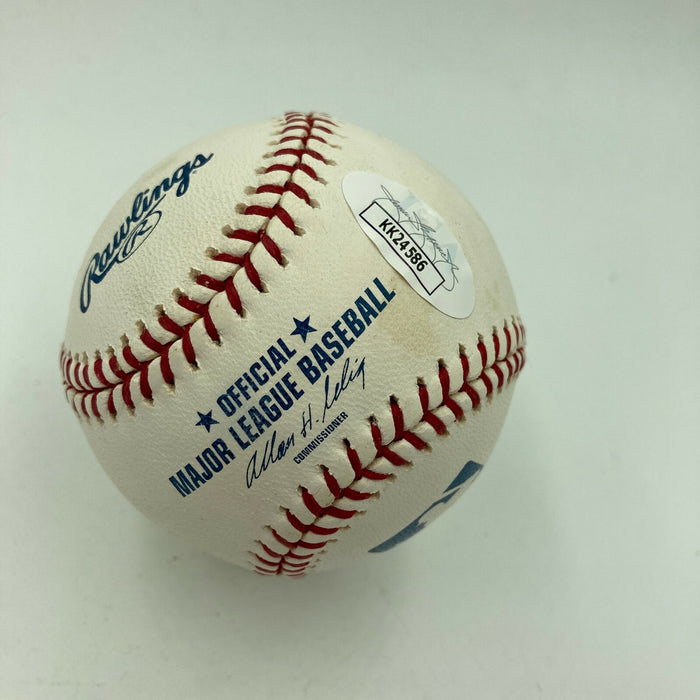 Rawlings
R
KK24586
OFFICIAL
MAJOR LEAGUE BASEBALL
Allan H. Selig
COMMISSIONER